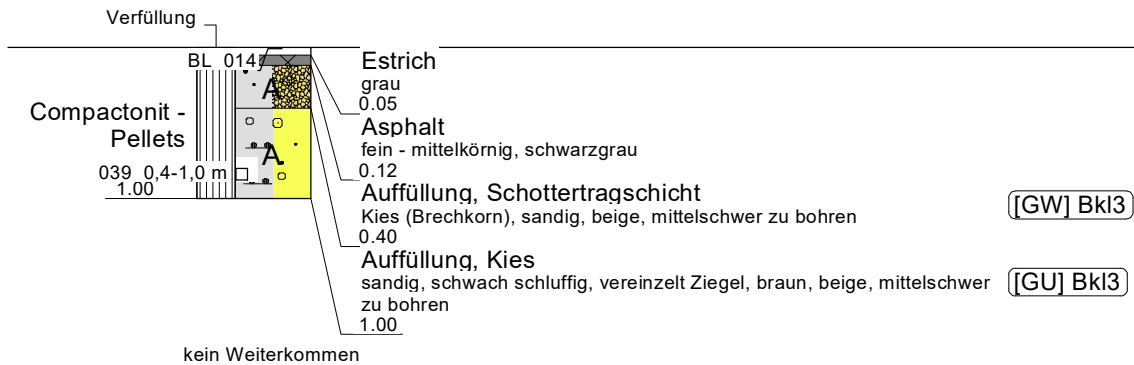 Verfüllung
BL 014
Compactonit -
Pellets
039 0,4-1,0 m
1.00
A
A
Estrich
grau
0.05
Asphalt
fein - mittelkörnig, schwarzgrau
0.12
Auffüllung, Schottertragschicht
Kies (Brechkorn), sandig, beige, mittelschwer zu bohren
0.40
[GW] Bkl3
Auffüllung, Kies
sandig, schwach schluffig, vereinzelt Ziegel, braun, beige, mittelschwer
zu bohren
1.00
[GU] Bkl3
kein Weiterkommen